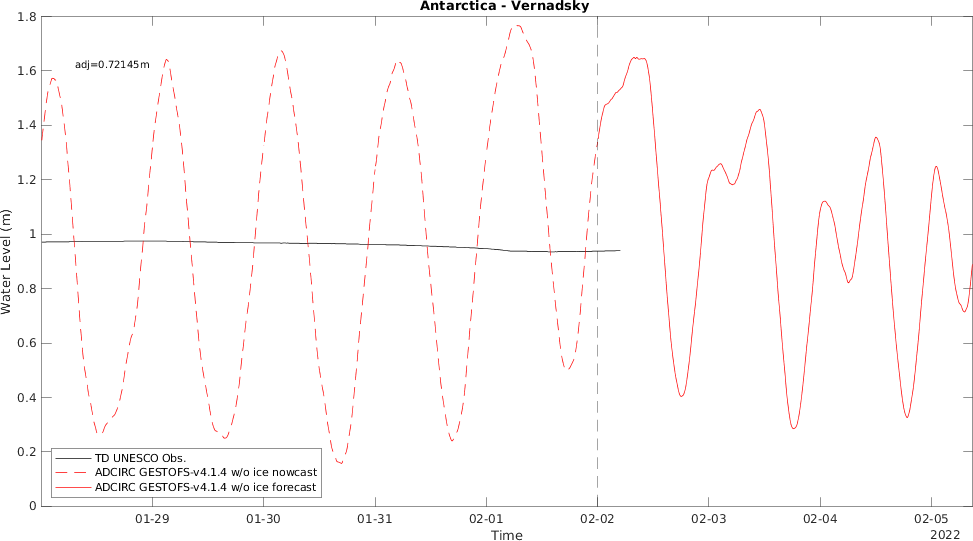 Antarctica - Vernadsky
1.8
1.6
1.4
1.2
1
0.8
0.6
0.4
0.2
0
Water Level (m)
adj=0.72145m
TD UNESCO Obs.
ADCIRC GESTOFS-v4.1.4 w/o ice nowcast
ADCIRC GESTOFS-v4.1.4 w/o ice forecast
01-29 01-30 01-31 02-01 02-02 02-03 02-04 02-05
Time
2022